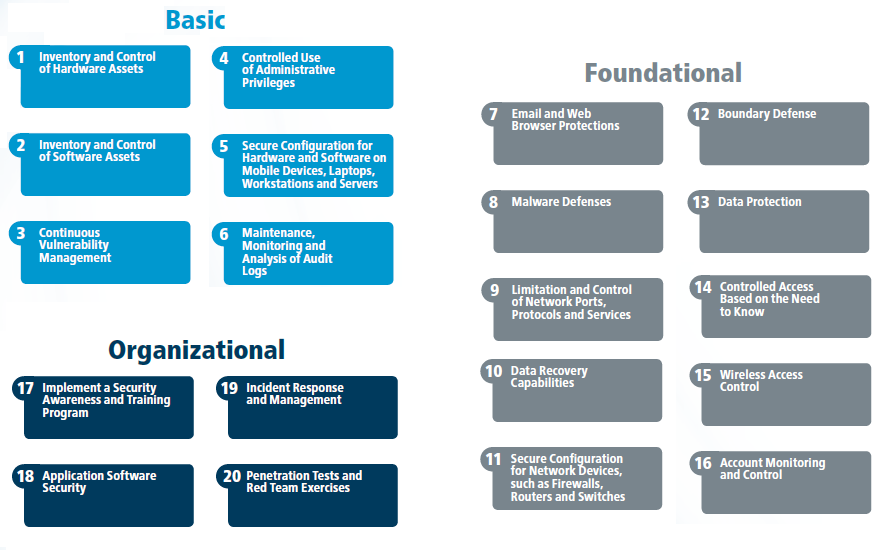 Basic
1 Inventory and Control
of Hardware Assets
2 Inventory and Control
of Software Assets
3 Continuous
Vulnerability
Management
4 Controlled Use
of Administrative
Privileges
5 Secure Configuration for
Hardware and Software on
Mobile Devices, Laptops,
Workstations and Servers
6 Maintenance,
Monitoring and
Analysis of Audit
Logs
Foundational
7 Email and Web
Browser Protections
8 Malware Defenses
9 Limitation and Control
of Network Ports,
Protocols and Services
10 Data Recovery
Capabilities
11 Secure Configuration
for Network Devices,
such as Firewalls,
Routers and Switches
12 Boundary Defense
13 Data Protection
14 Controlled Access
Based on the Need
to Know
15 Wireless Access
Control
16 Account Monitoring
and Control
Organizational
17 Implement a Security
Awareness and Training
Program
18 Application Software
Security
19 Incident Response
and Management
20 Penetration Tests and
Red Team Exercises